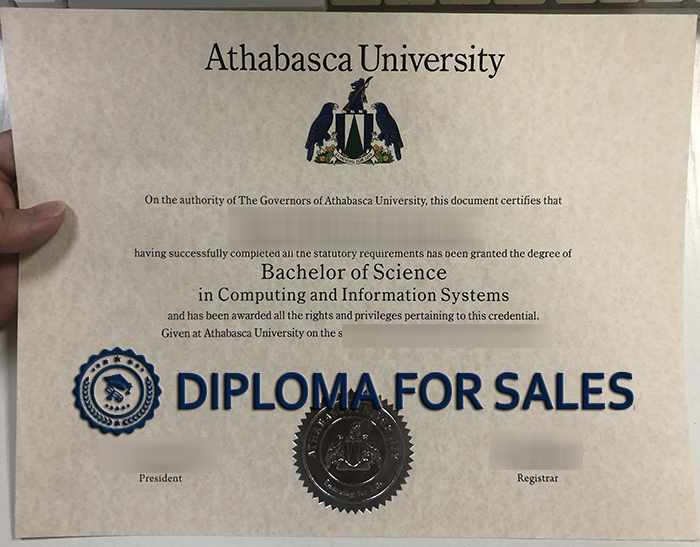 Athabasca University
On the authority of The Governors of Athabasca University, this document certifies that
having successfully completed all the statutory requirements has been granted the degree of
Bachelor of Science
in Computing and Information Systems
and has been awarded all the rights and privileges pertaining to this credential.
Given at Athabasca University on the s
DIPLOMA FOR SALES
President
Registrar